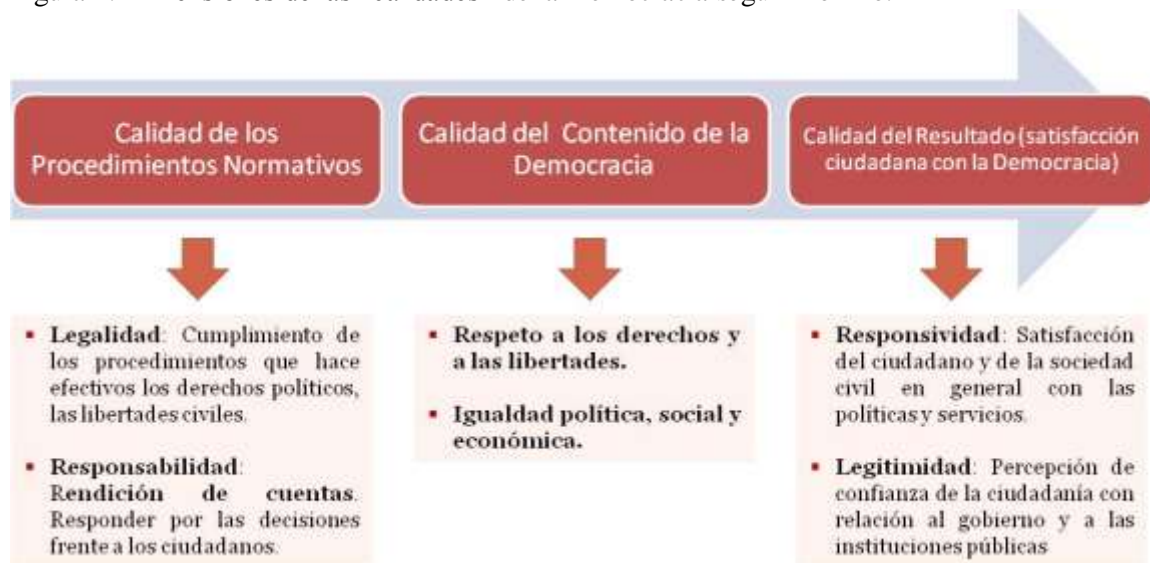 Calidad de los
Procedimientos Normativos
Calidad del Contenido de la
Democracia
Calidad del Resultado (satisfacción
ciudadana con la Democracia)
▪ Legalidad: Cumplimiento de
los procedimientos que hace
efectivos los derechos políticos,
las libertades civiles.
▪ Responsabilidad:
Rendición de cuentas.
Responder por las decisiones
frente a los ciudadanos.
▪ Respeto a los derechos y
a las libertades.
▪ Igualdad política, social y
económica.
▪ Responsividad: Satisfacción
del ciudadano y de la sociedad
civil en general con las
políticas y servicios.
▪ Legitimidad: Percepción de
confianza de la ciudadanía con
relación al gobierno y a las
instituciones públicas